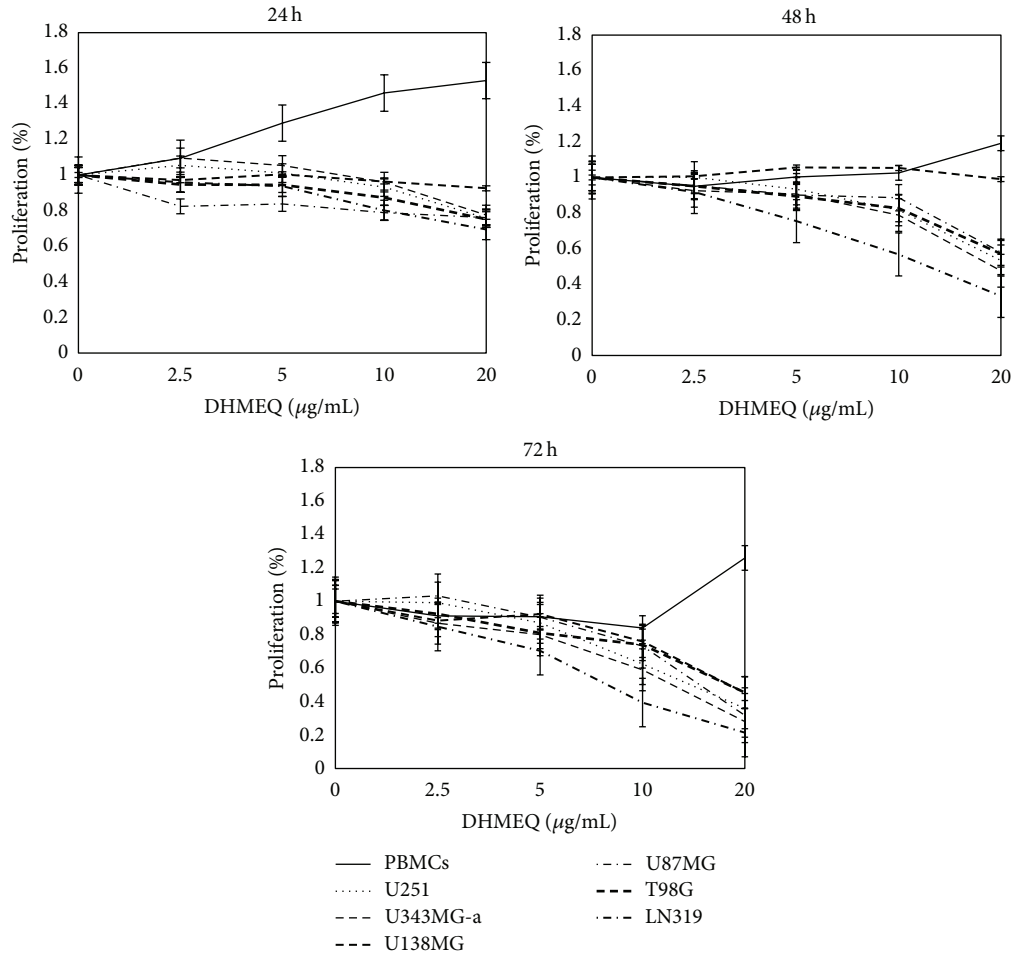 24 h
1.8
1.6
1.4
1.2
1
0.8
0.6
0.4
0.2
0
Proliferation (%)
0 2.5 5 10 20
DHMEQ (μg/mL)
48 h
1.8
1.6
1.4
1.2
1
0.8
0.6
0.4
0.2
0
Proliferation (%)
0 2.5 5 10 20
DHMEQ (μg/mL)
72 h
1.8
1.6
1.4
1.2
1
0.8
0.6
0.4
0.2
0
Proliferation (%)
0 2.5 5 10 20
DHMEQ (μg/mL)
PBMCs
U251
U343MG-a
U138MG
U87MG
T98G
LN319